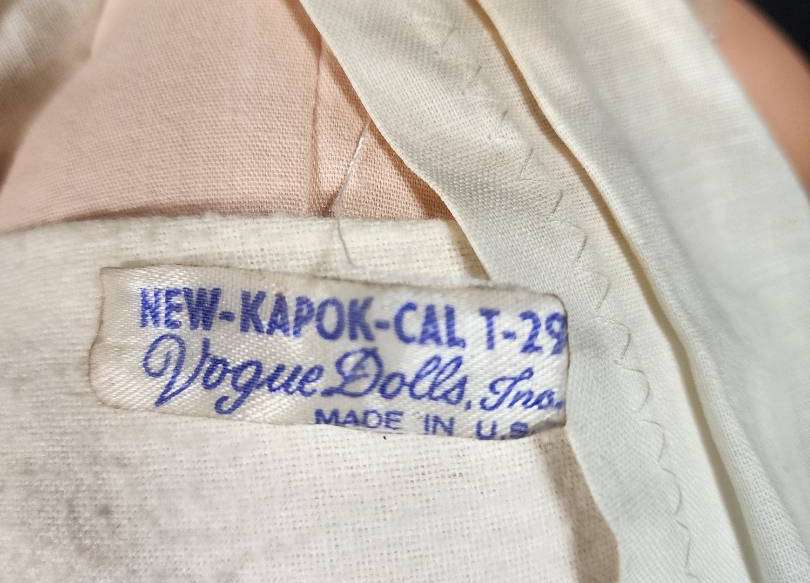 NEW-KAPOK-CAL T-29
Vogue Dolls, Inc.
MADE IN U.S.